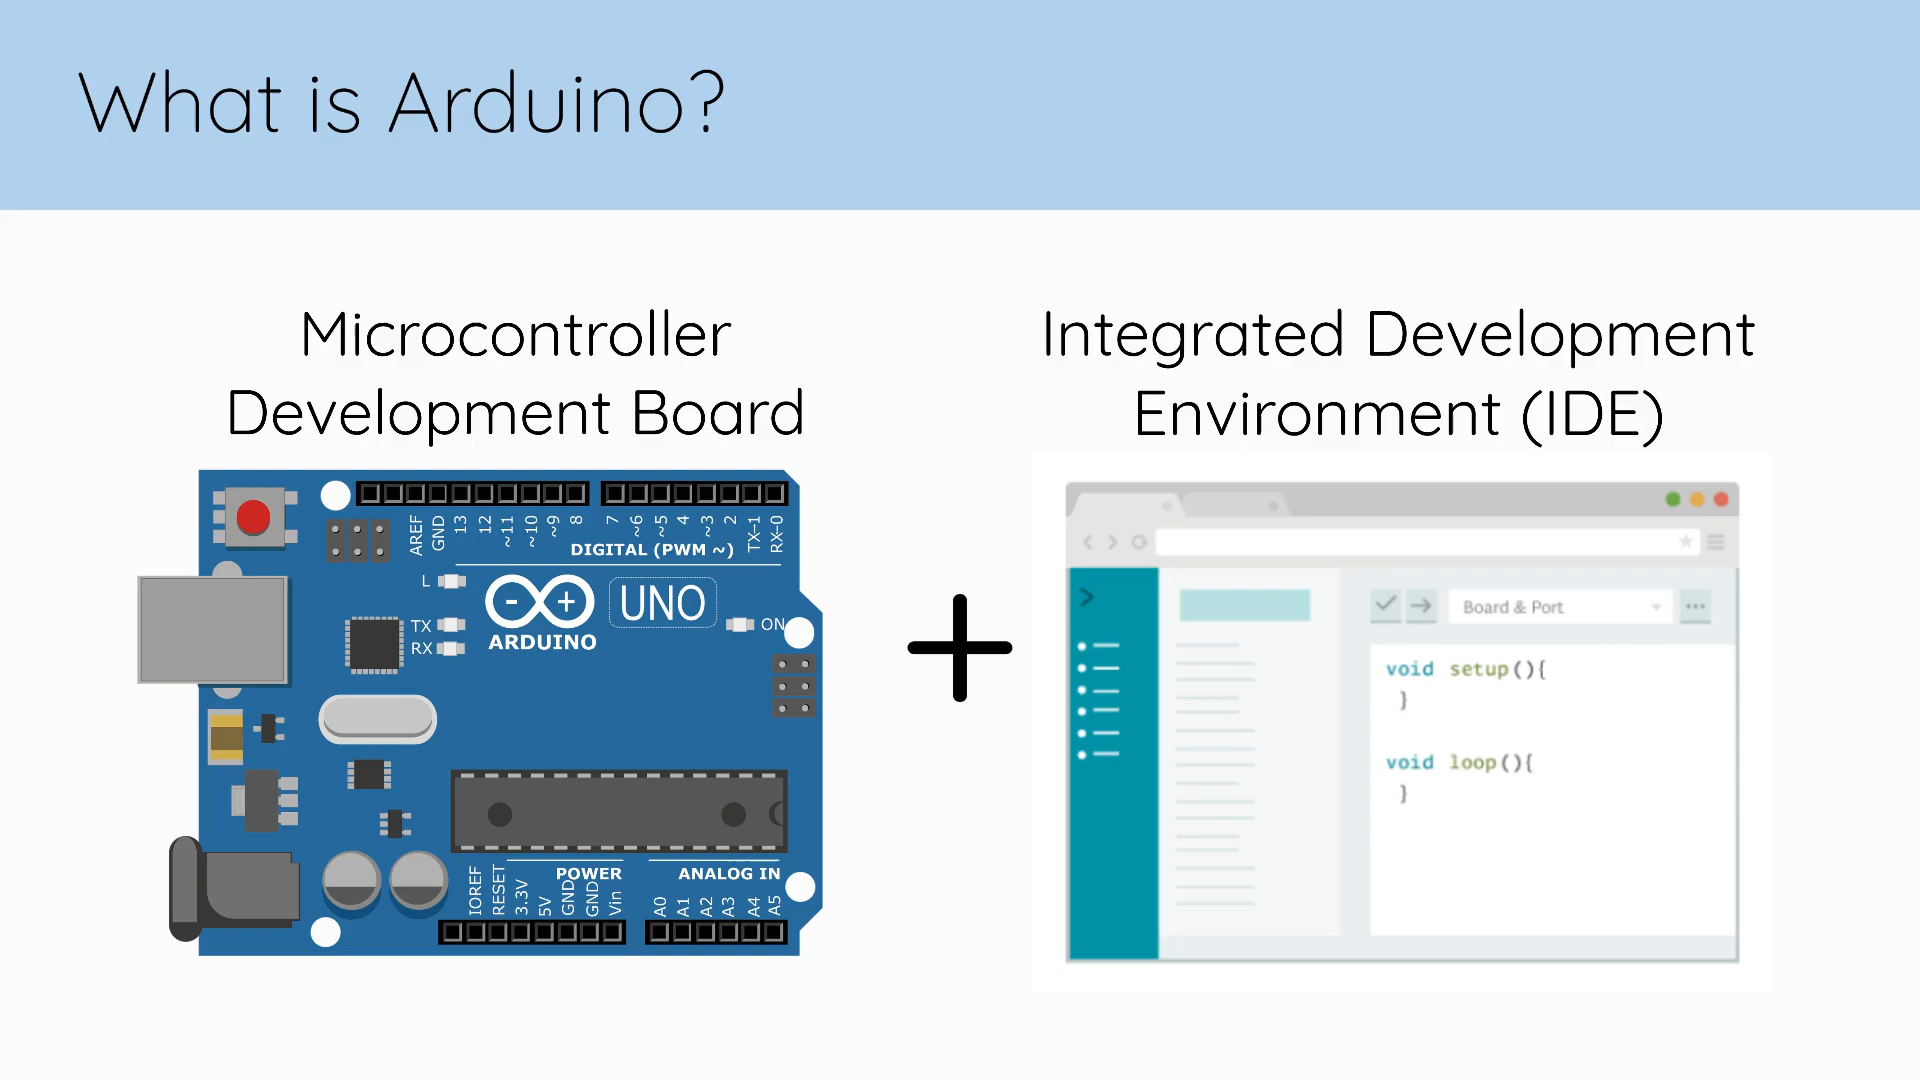 What is Arduino?
Microcontroller
Development Board
Integrated Development
Environment (IDE)
AREF
GND
13
12
~11
~10
~9
8
7
~6
~5
4
~3
2
TX→1
RX←0
DIGITAL (PWM ~)
L
TX
RX
- +
ARDUINO
UNO
ON
POWER
ANALOG IN
IOREF
RESET
3.3V
5V
GND
GND
Vin
A0
A1
A2
A3
A4
A5
Board & Port
void setup(){
}
void loop(){
}